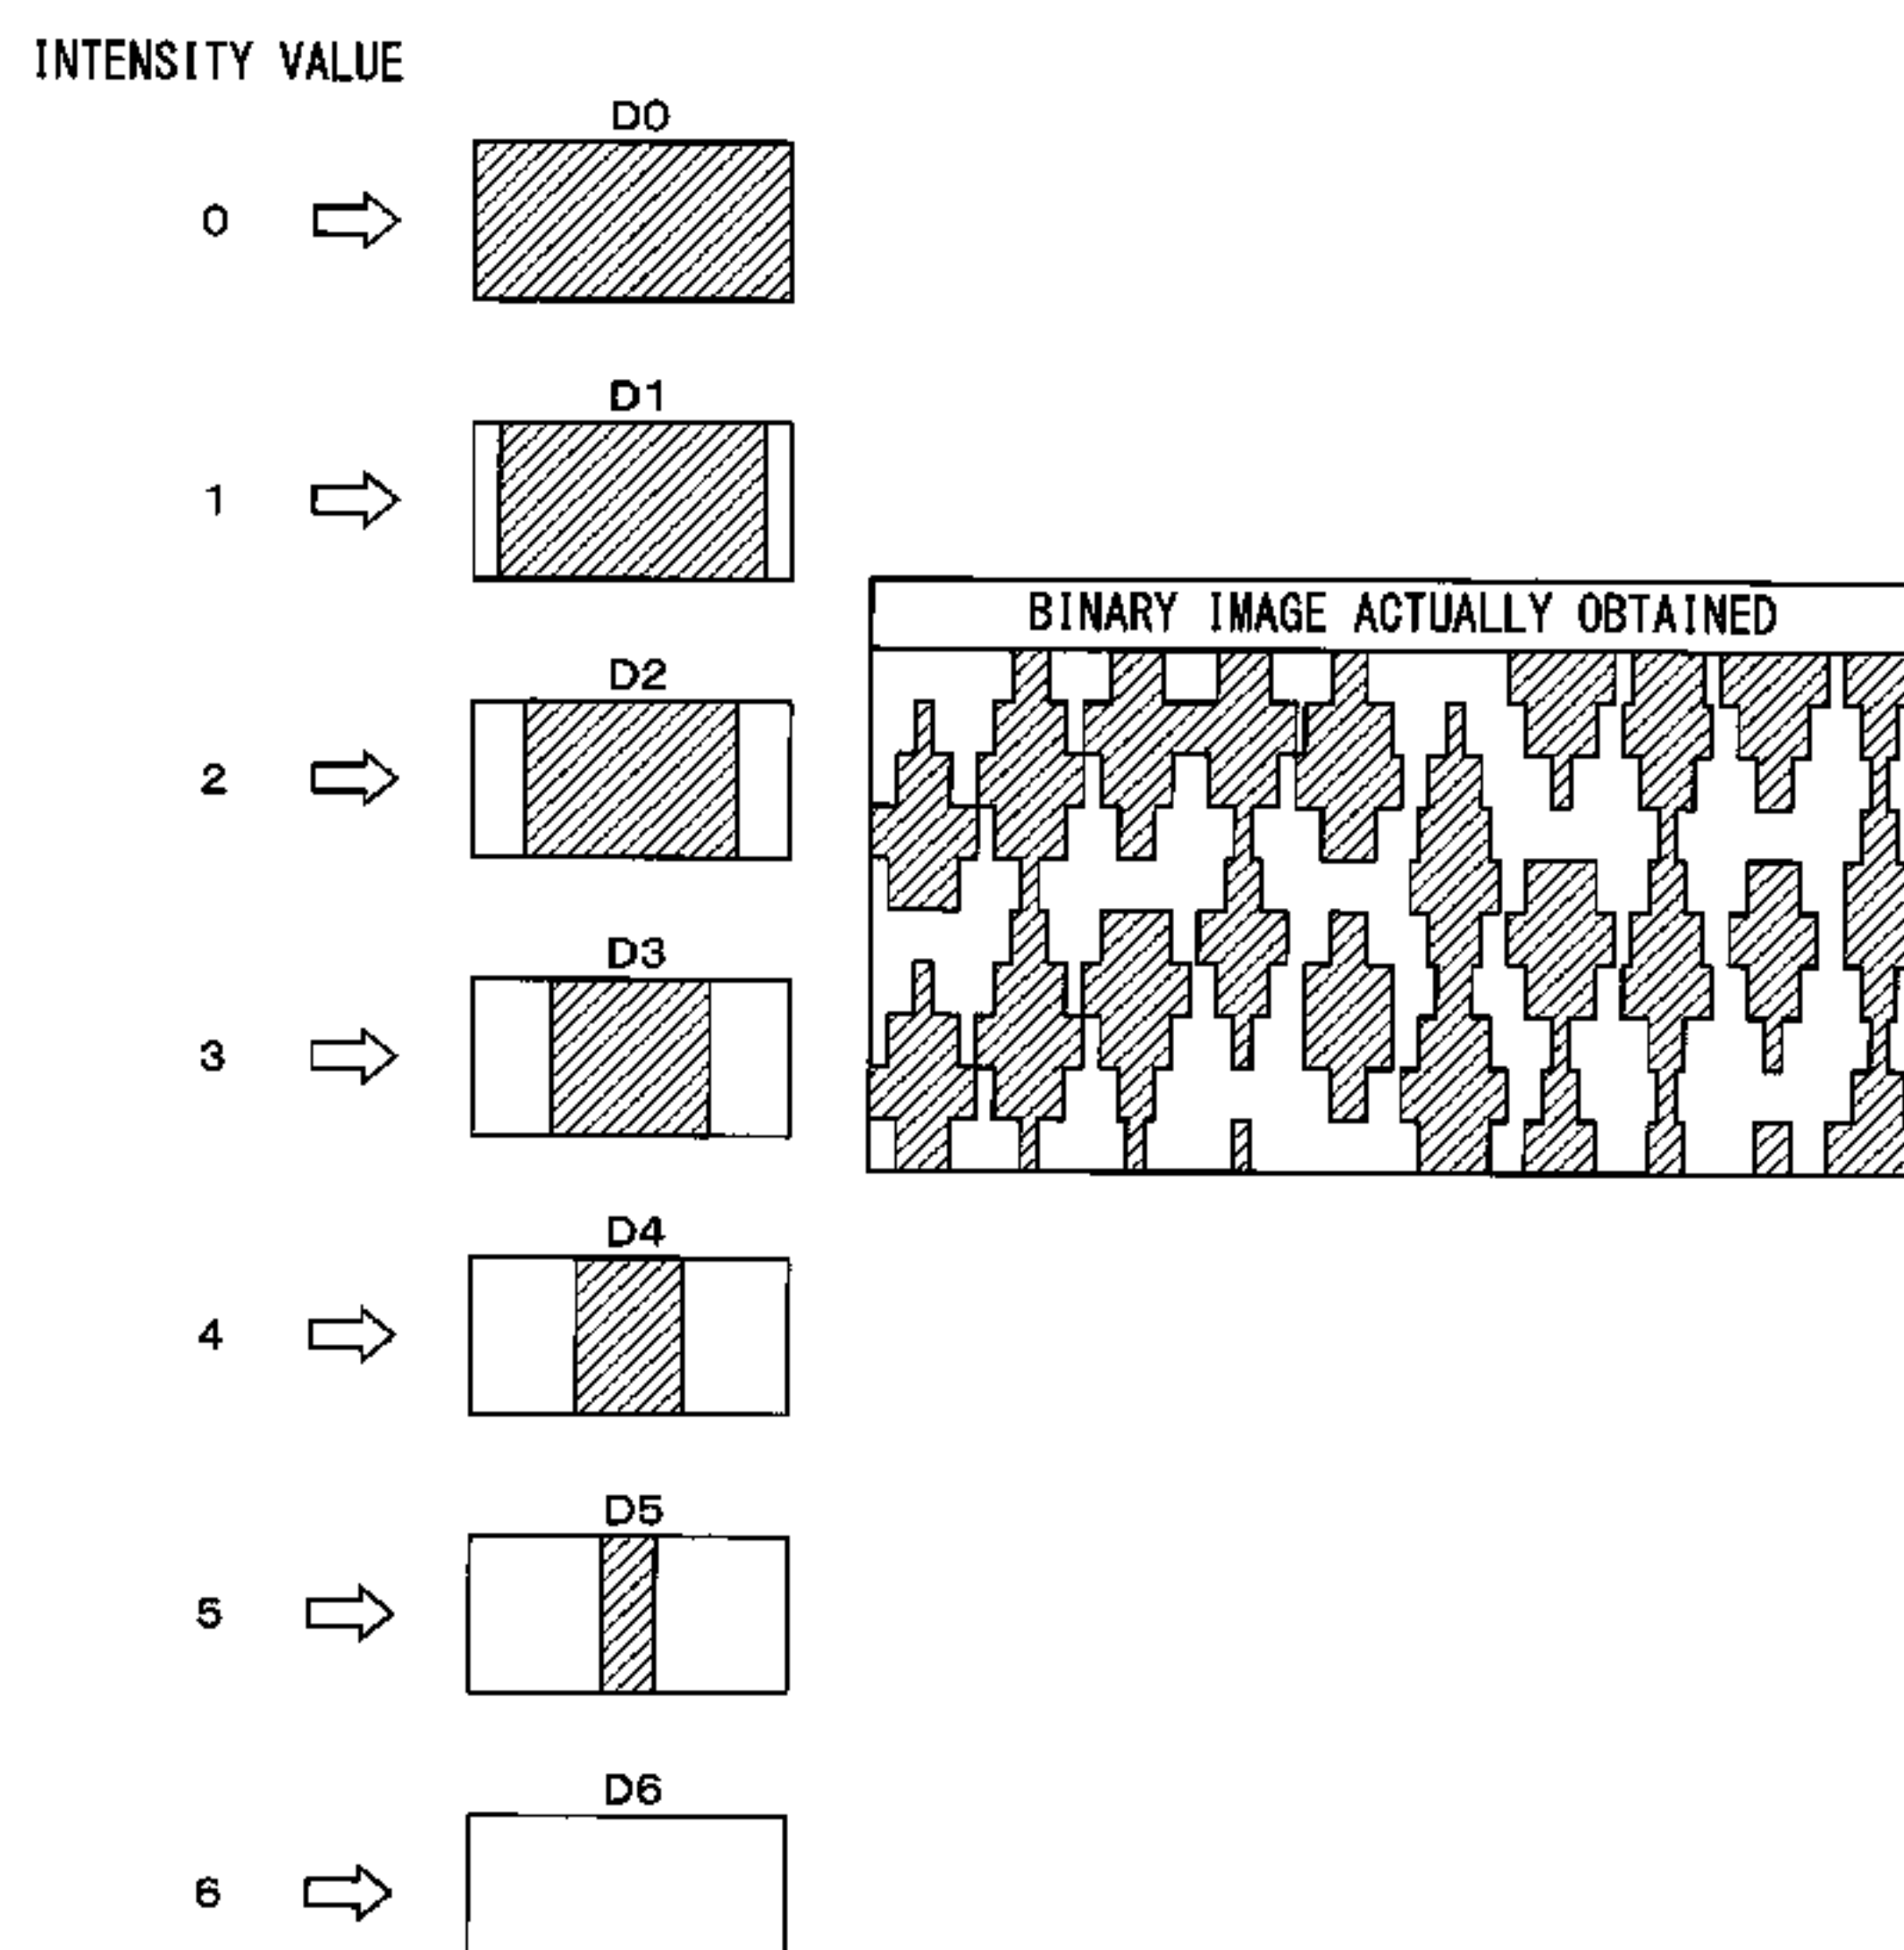 INTENSITY VALUE
D0
0
D1
1
BINARY IMAGE ACTUALLY OBTAINED
D2
2
D3
3
D4
4
D5
5
D6
6